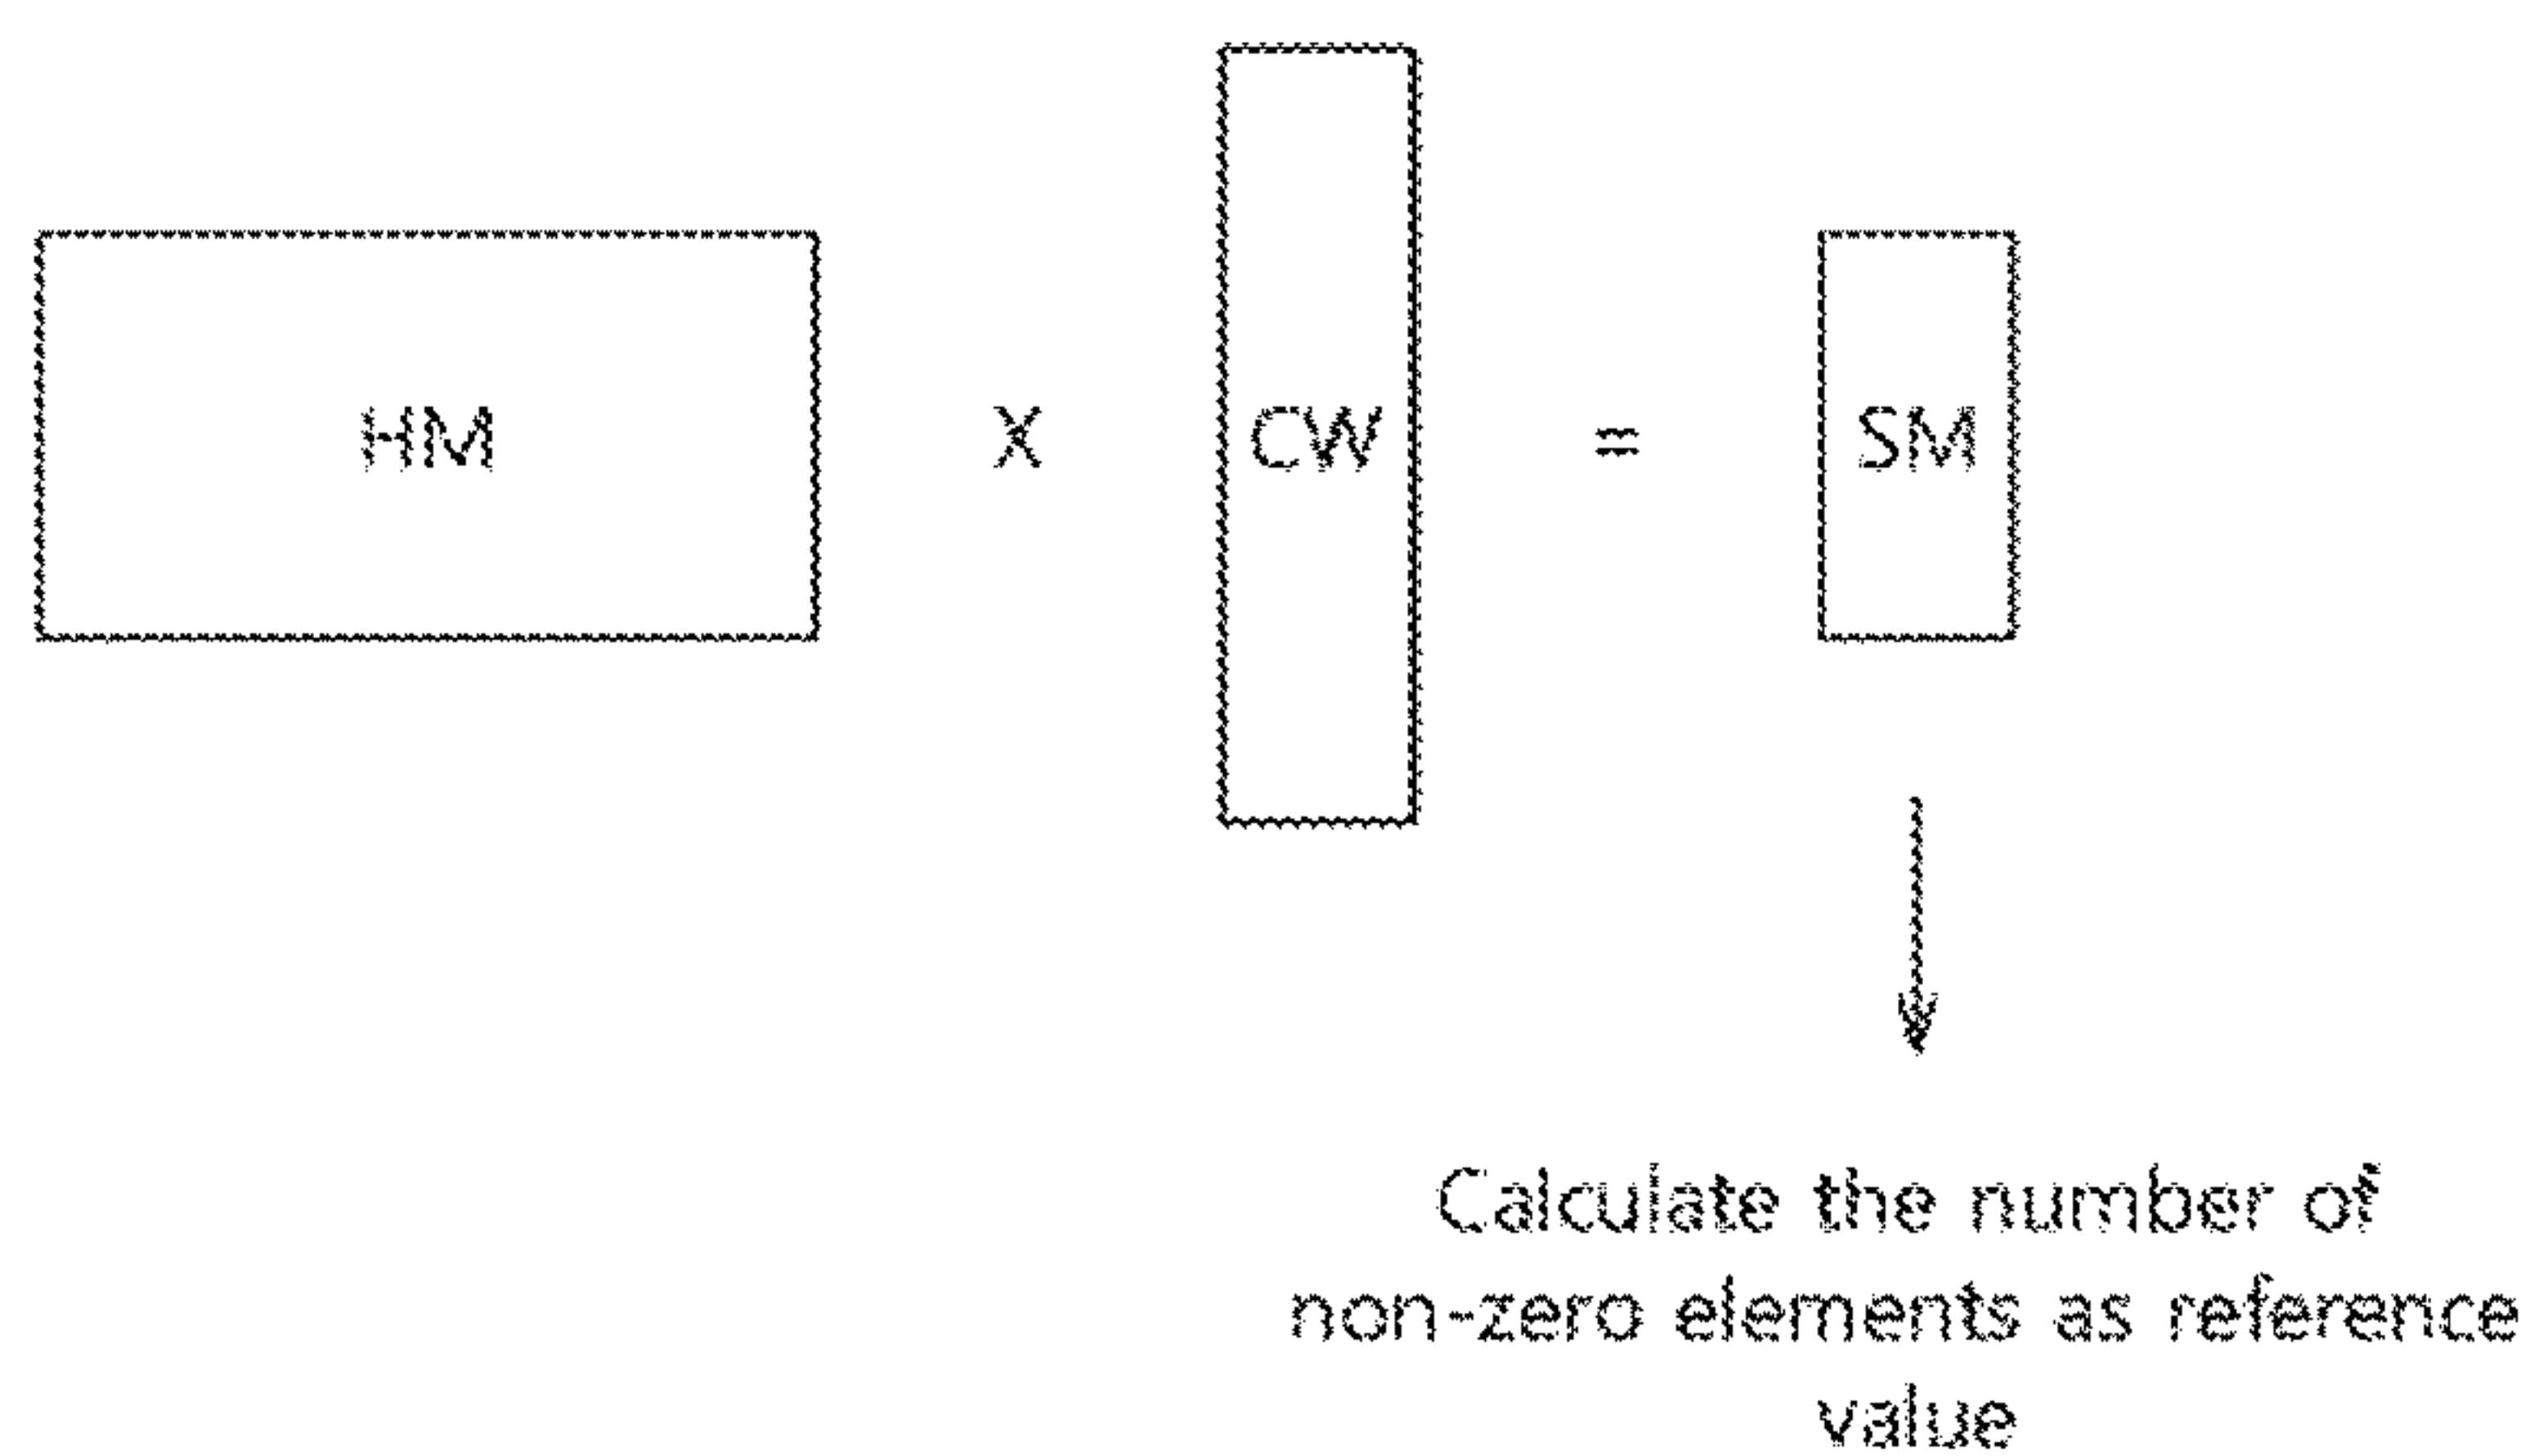 HM X CW = SM
Calculate the number of
non-zero elements as reference
value